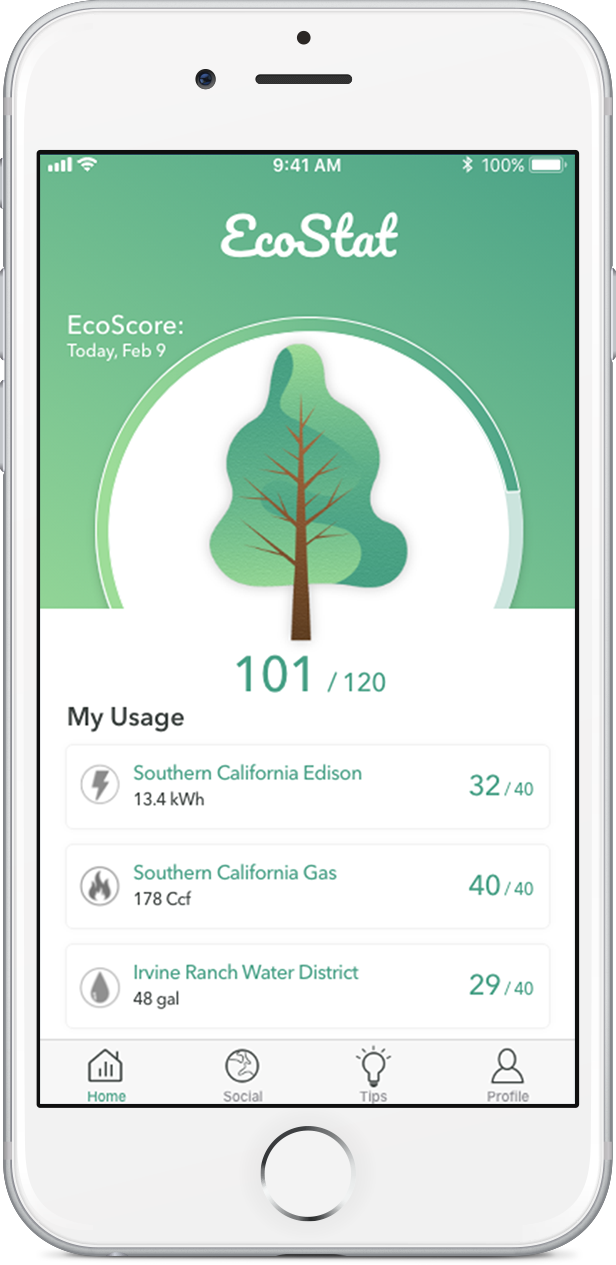 9:41 AM 100%
EcoStat
EcoScore:
Today, Feb 9
101 / 120
My Usage
Southern California Edison
13.4 kWh
32 / 40
Southern California Gas
178 Ccf
40 / 40
Irvine Ranch Water District
48 gal
29 / 40
Home Social Tips Profile